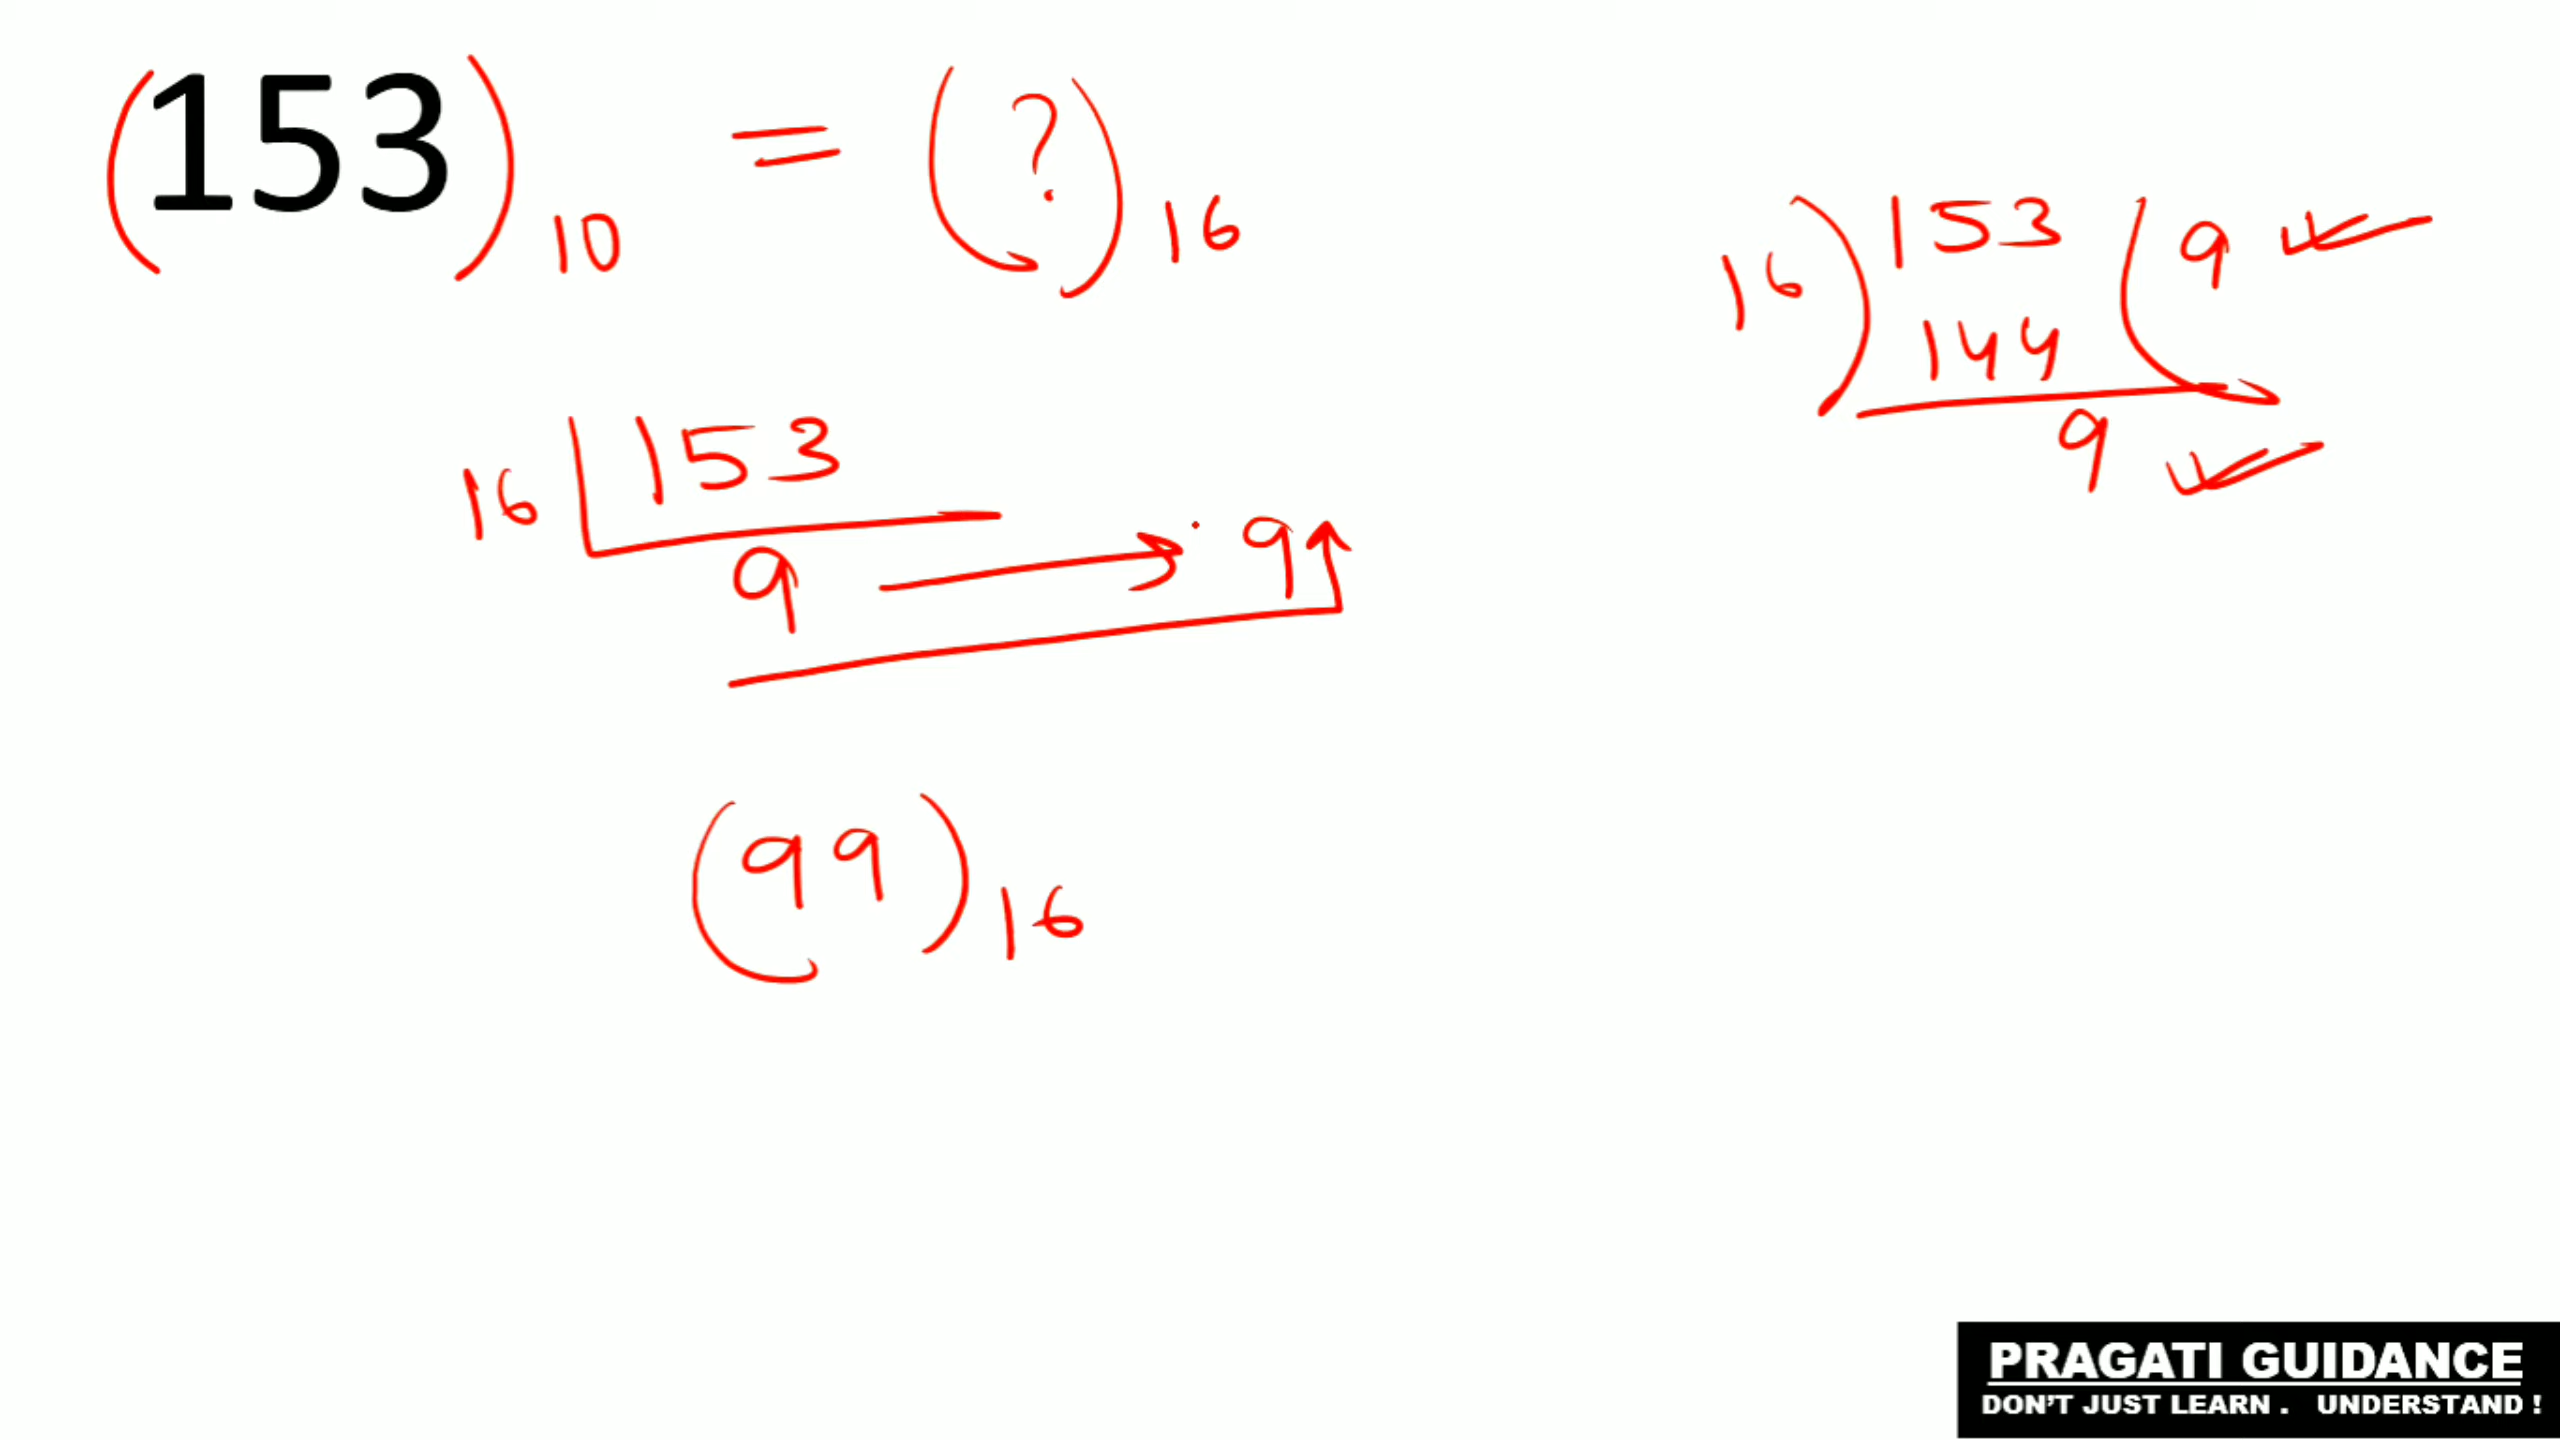 (153)10 = (?)16
16) 153 (9
144
9
16 | 153
9 → 9
(99)16
PRAGATI GUIDANCE
DON'T JUST LEARN . UNDERSTAND !